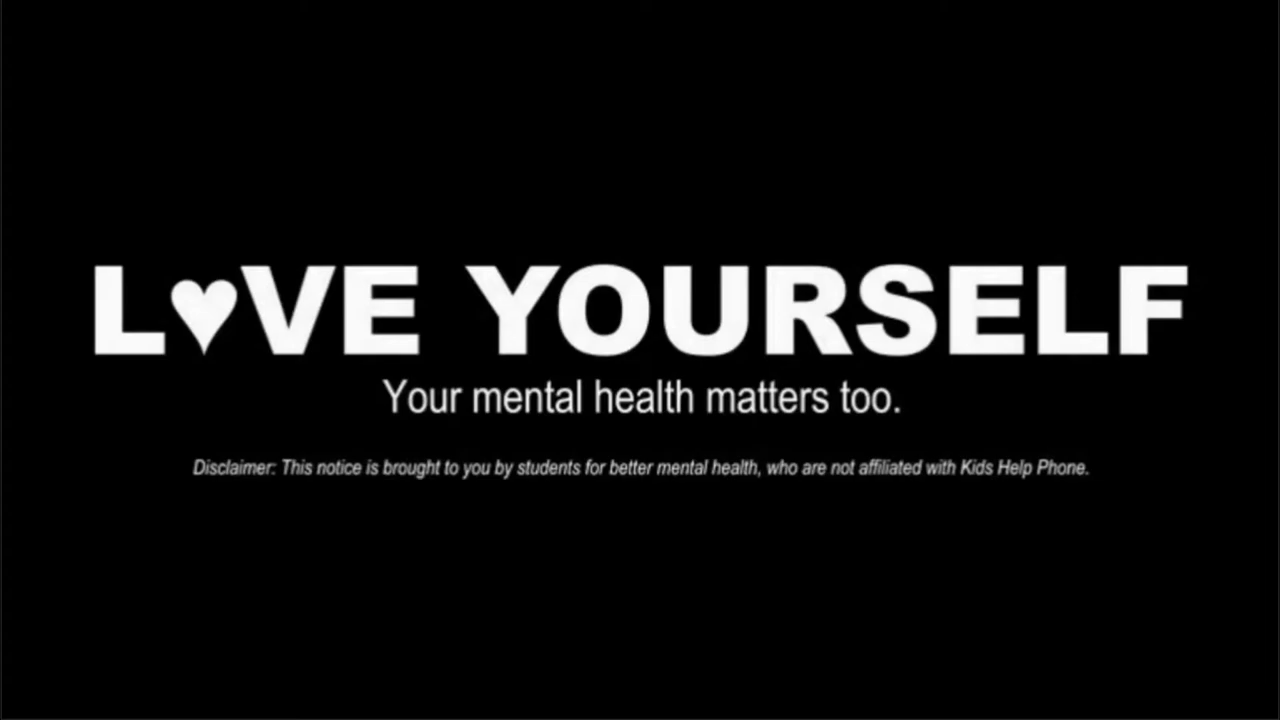 L♥VE YOURSELF
Your mental health matters too.
Disclaimer: This notice is brought to you by students for better mental health, who are not affiliated with Kids Help Phone.